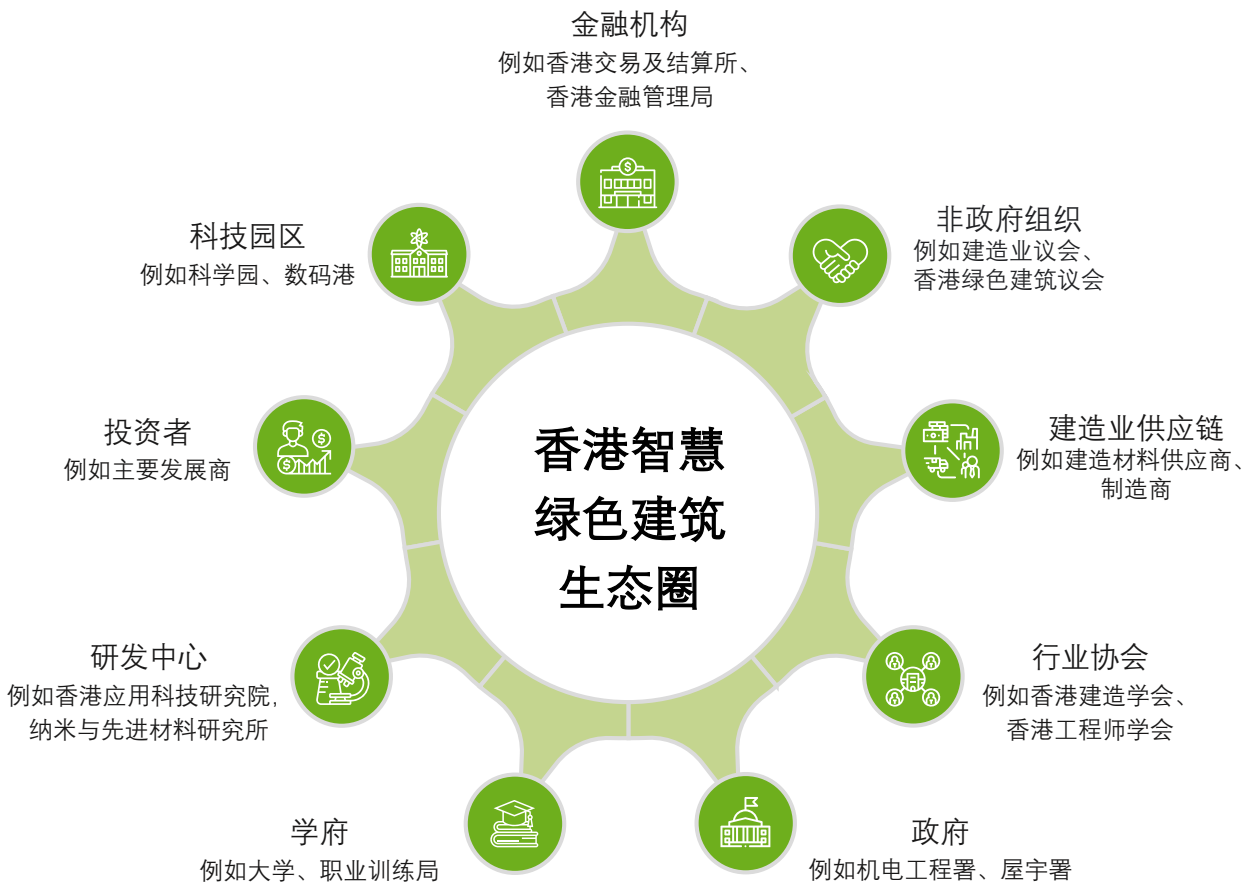 金融机构
例如香港交易及结算所、
香港金融管理局
非政府组织
例如建造业议会、
香港绿色建筑议会
科技园区
例如科学园、数码港
建造业供应链
例如建造材料供应商、
制造商
投资者
例如主要发展商
香港智慧
绿色建筑
生态圈
行业协会
例如香港建造学会、
香港工程师学会
研发中心
例如香港应用科技研究院,
纳米与先进材料研究所
政府
例如机电工程署、屋宇署
学府
例如大学、职业训练局